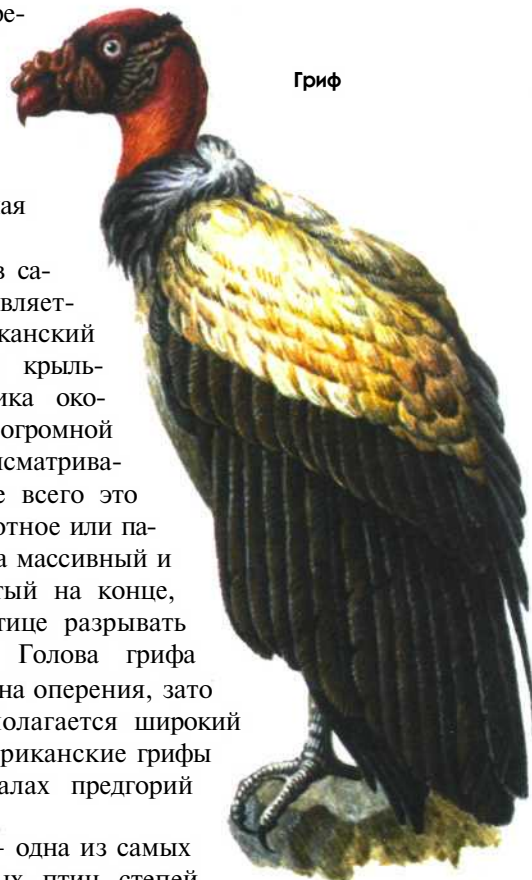 ре-
Гриф
ая
в са-
вляет-
канский
крыль-
ика око-
огромной
сматрива-
е всего это
отное или па-
а массивный и
тый на конце,
тице разрывать
Голова грифа
на оперения, зато
полагается широкий
риканские грифы
алах предгорий
одна из самых
ых птиц степей